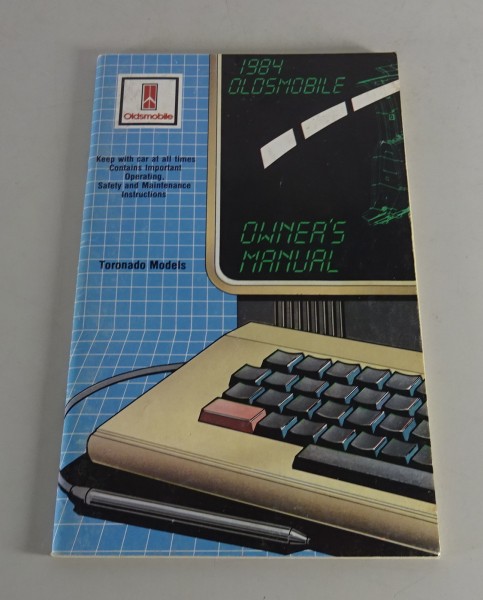 1984
OLDSMOBILE
Oldsmobile
Keep with car at all times
Contains Important
Operating,
Safety and Maintenance
Instructions
OWNER'S
MANUAL
Toronado Models